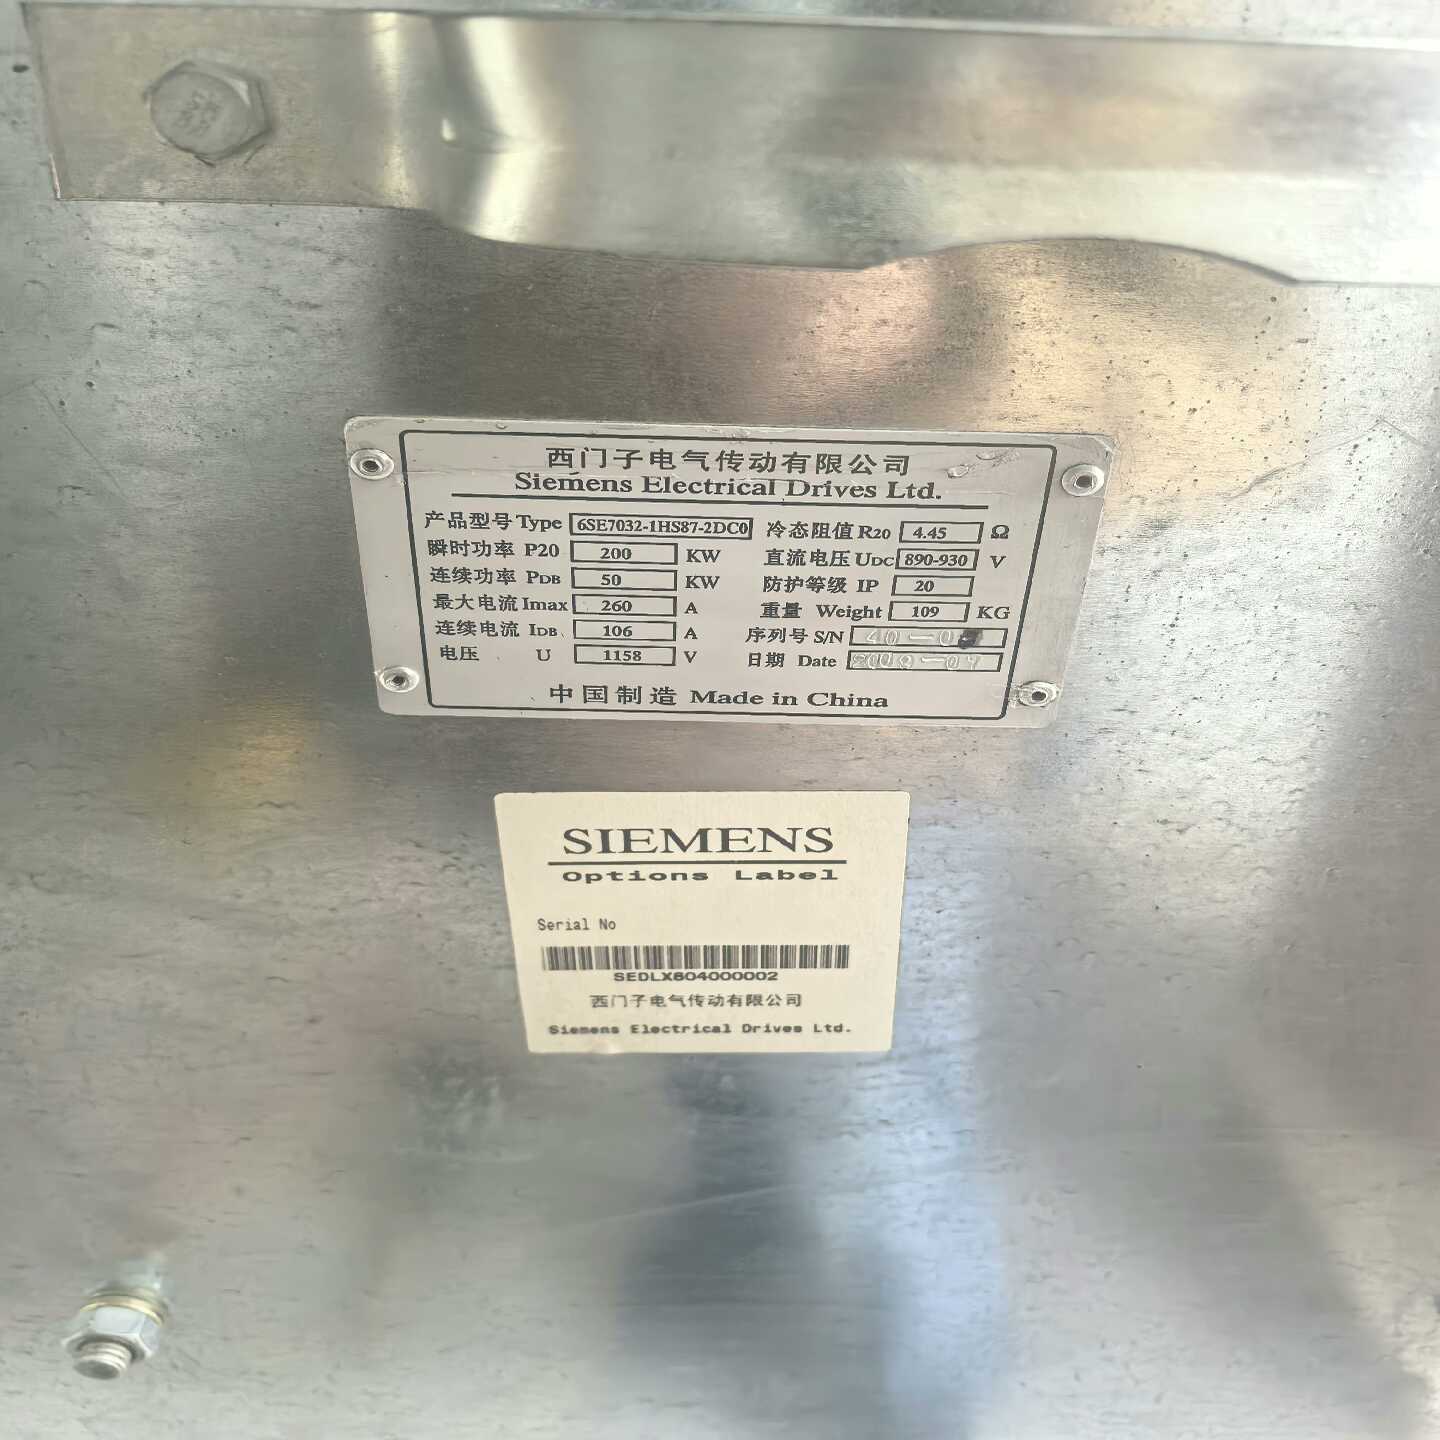 西门子电气传动有限公司
Siemens Electrical Drives Ltd.
产品型号 Type 6SE7032-1HS87-2DC0 冷态阻值 R20 4.45 Ω
瞬时功率 P20 200 KW 直流电压 UDC 890-930 V
连续功率 PDB 50 KW 防护等级 IP 20
最大电流 Imax 260 A 重量 Weight 109 KG
连续电流 IDB 106 A 序列号 S/N
电压 U 1158 V 日期 Date
中国制造 Made in China
SIEMENS
Options Label
Serial No
SEDLX804000002
西门子电气传动有限公司
Siemens Electrical Drives Ltd.